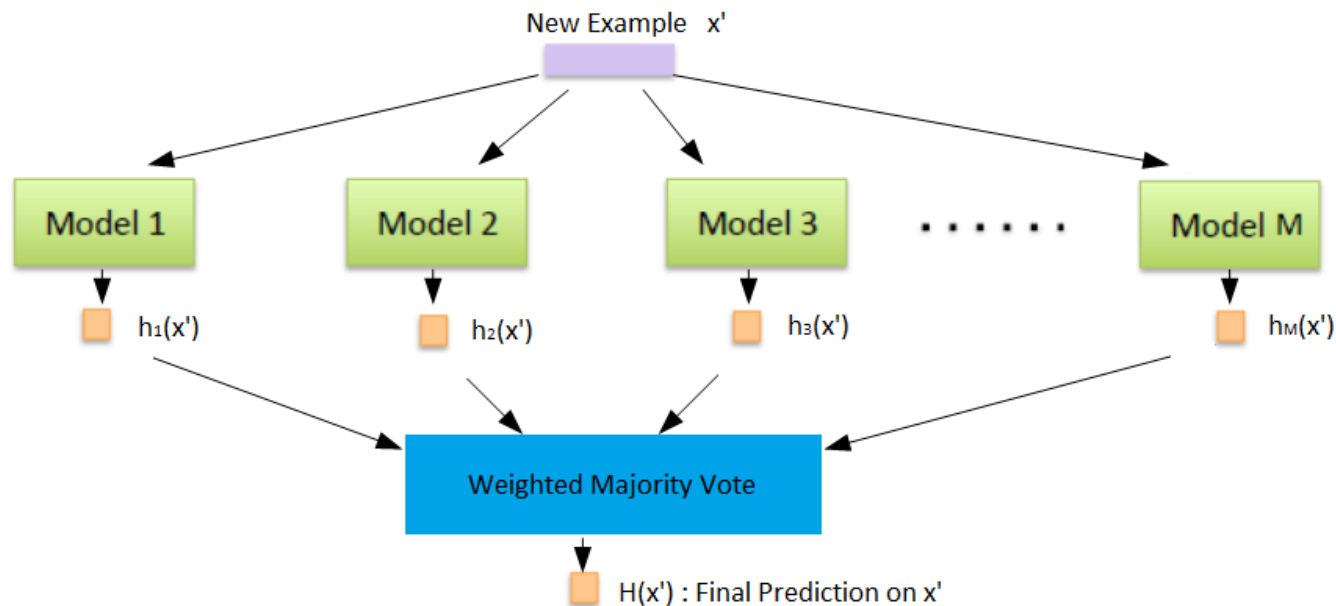 New Example x'
Model 1
Model 2
Model 3
......
Model M
h₁(x')
h₂(x')
h₃(x')
hM(x')
Weighted Majority Vote
H(x') : Final Prediction on x'